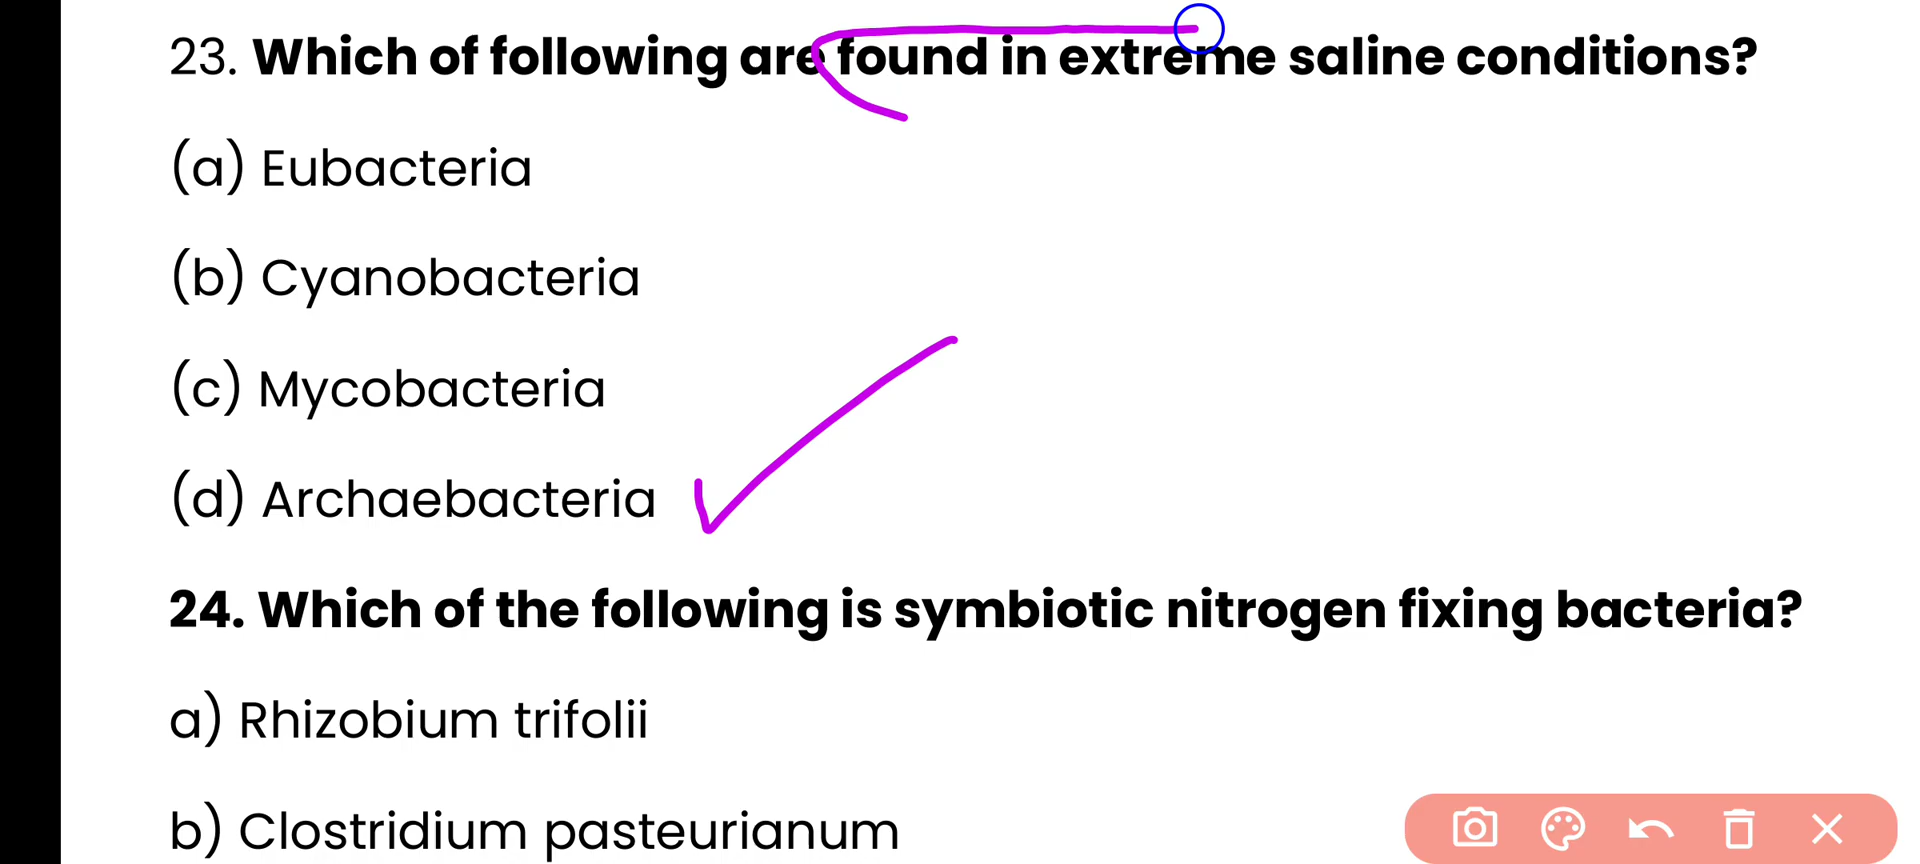 23. Which of following are found in extreme saline conditions?
(a) Eubacteria
(b) Cyanobacteria
(c) Mycobacteria
(d) Archaebacteria
24. Which of the following is symbiotic nitrogen fixing bacteria?
a) Rhizobium trifolii
b) Clostridium pasteurianum